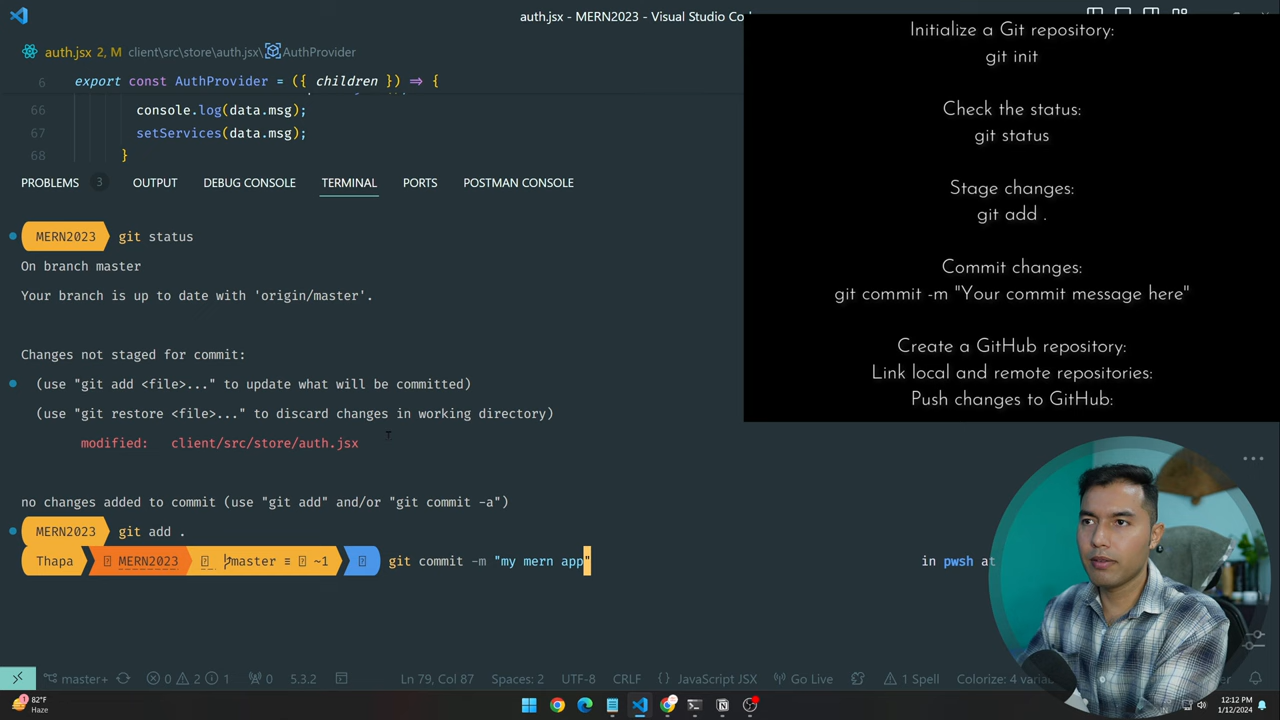 auth.jsx - MERN2023 - Visual Studio Co
auth.jsx 2, M client\src\store\auth.jsx\ AuthProvider
6 export const AuthProvider = ({ children }) ⇒ {
66 console.log(data.msg);
67 setServices(data.msg);
68 }
PROBLEMS 3 OUTPUT DEBUG CONSOLE TERMINAL PORTS POSTMAN CONSOLE
MERN2023 git status
On branch master
Your branch is up to date with 'origin/master'.
Changes not staged for commit:
(use "git add <file>..." to update what will be committed)
(use "git restore <file>..." to discard changes in working directory)
modified: client/src/store/auth.jsx
no changes added to commit (use "git add" and/or "git commit -a")
MERN2023 git add .
Thapa MERN2023 master ≡ ~1 git commit -m "my mern app" in pwsh at
Initialize a Git repository:
git init
Check the status:
git status
Stage changes:
git add .
Commit changes:
git commit -m "Your commit message here"
Create a GitHub repository:
Link local and remote repositories:
Push changes to GitHub:
master+ 0 2 1 0 5.3.2 Ln 79, Col 87 Spaces: 2 UTF-8 CRLF { } JavaScript JSX Go Live 1 Spell Colorize: 4 varia
82°F
Haze
12:12 PM
1/12/2024